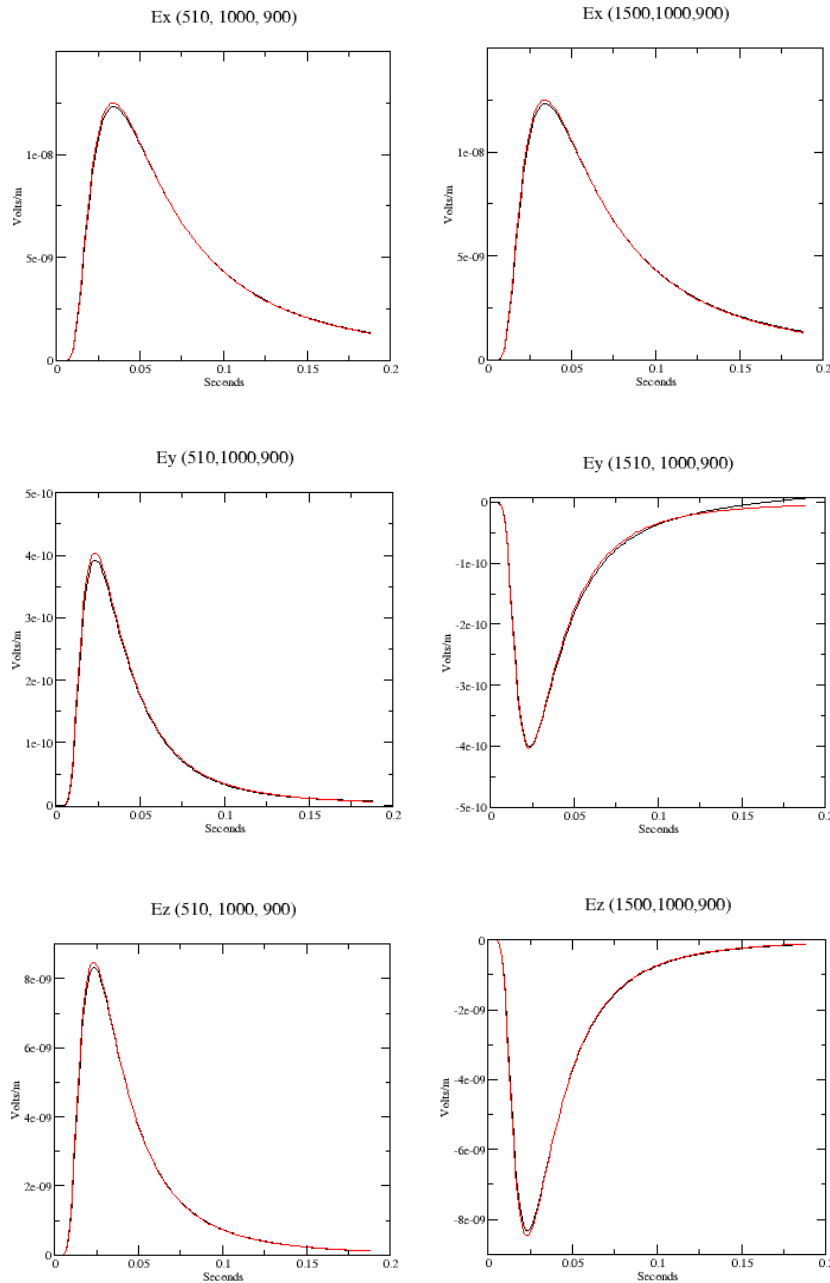 Ex (510, 1000, 900)
Volts/m
1e-08
5e-09
0
0 0.05 0.1 0.15 0.2
Seconds
Ex (1500,1000,900)
Volts/m
1e-08
5e-09
0
0 0.05 0.1 0.15 0.2
Seconds
Ey (510,1000,900)
Volts/m
5e-10
4e-10
3e-10
2e-10
1e-10
0
0 0.05 0.1 0.15 0.2
Seconds
Ey (1510, 1000,900)
Volts/m
0
-1e-10
-2e-10
-3e-10
-4e-10
-5e-10
0 0.05 0.1 0.15 0.2
Seconds
Ez (510, 1000, 900)
Volts/m
8e-09
6e-09
4e-09
2e-09
0
0 0.05 0.1 0.15 0.2
Seconds
Ez (1500,1000,900)
Volts/m
0
-2e-09
-4e-09
-6e-09
-8e-09
0 0.05 0.1 0.15 0.2
Seconds